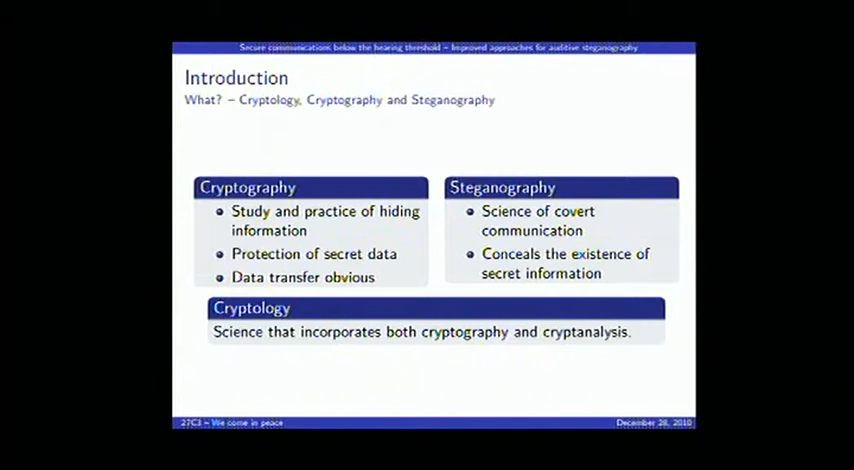 Secure communications below the hearing threshold – Improved approaches for auditive steganography
Introduction
What? – Cryptology, Cryptography and Steganography
Cryptography
Study and practice of hiding
information
Protection of secret data
Data transfer obvious
Steganography
Science of covert
communication
Conceals the existence of
secret information
Cryptology
Science that incorporates both cryptography and cryptanalysis.
27C3 – We come in peace
December 28, 2010